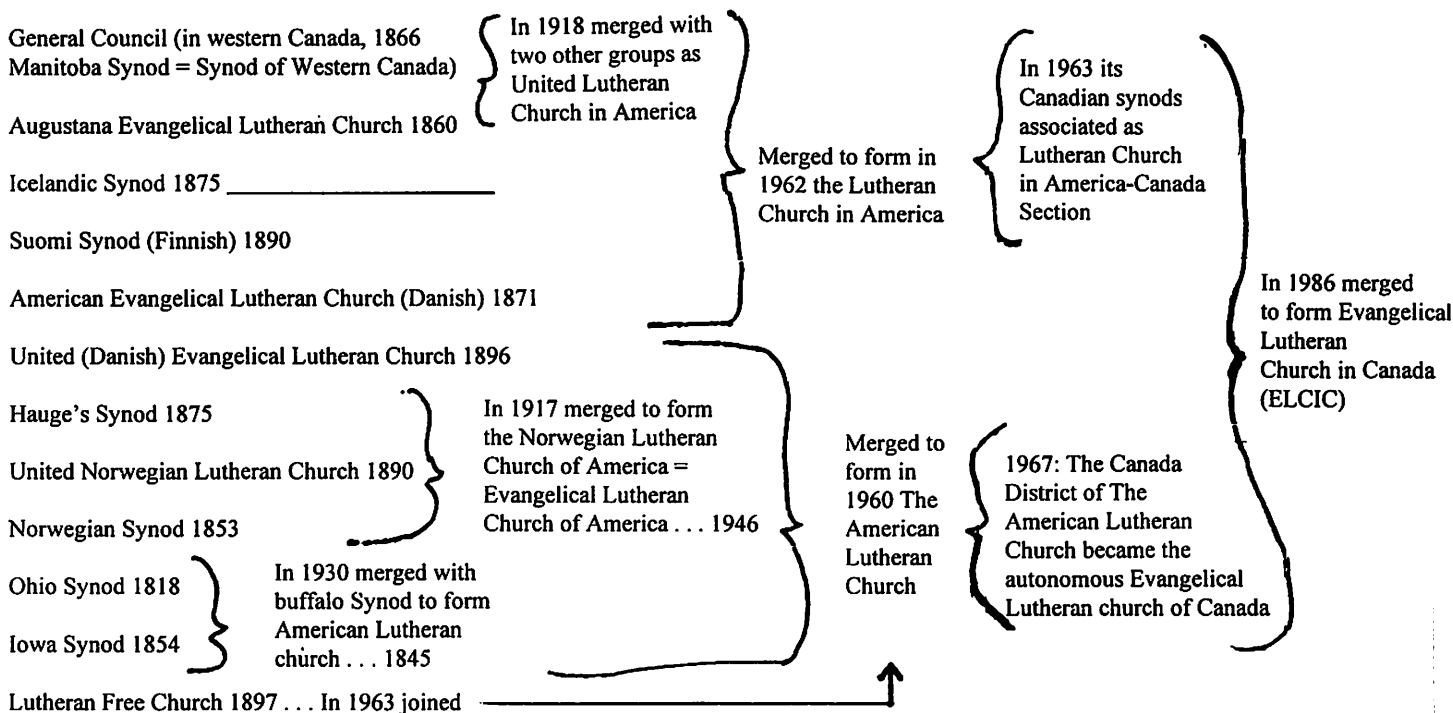 General Council (in western Canada, 1866
Manitoba Synod = Synod of Western Canada)
Augustana Evangelical Lutheran Church 1860
In 1918 merged with
two other groups as
United Lutheran
Church in America
Icelandic Synod 1875
Suomi Synod (Finnish) 1890
American Evangelical Lutheran Church (Danish) 1871
Merged to form in
1962 the Lutheran
Church in America
In 1963 its
Canadian synods
associated as
Lutheran Church
in America-Canada
Section
United (Danish) Evangelical Lutheran Church 1896
Hauge's Synod 1875
United Norwegian Lutheran Church 1890
Norwegian Synod 1853
In 1917 merged to form
the Norwegian Lutheran
Church of America =
Evangelical Lutheran
Church of America . . . 1946
Ohio Synod 1818
Iowa Synod 1854
In 1930 merged with
buffalo Synod to form
American Lutheran
church . . . 1845
Lutheran Free Church 1897 . . . In 1963 joined
Merged to
form in
1960 The
American
Lutheran
Church
1967: The Canada
District of The
American Lutheran
Church became the
autonomous Evangelical
Lutheran church of Canada
In 1986 merged
to form Evangelical
Lutheran
Church in Canada
(ELCIC)